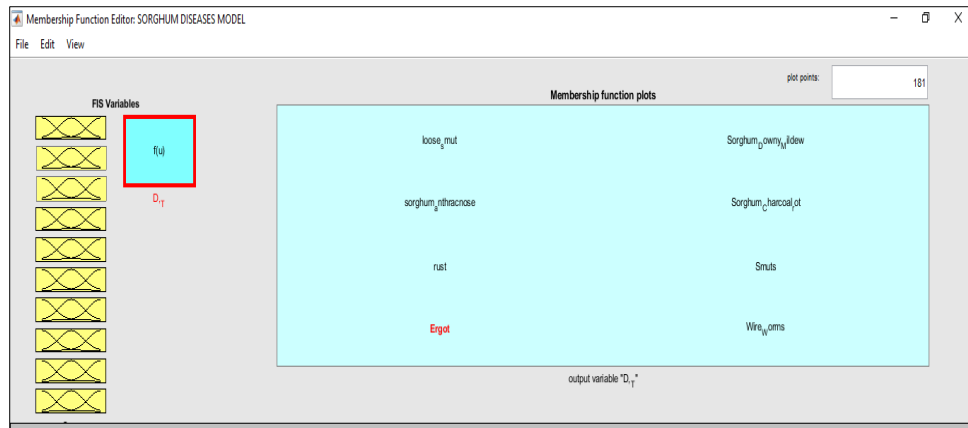 Membership Function Editor: SORGHUM DISEASES MODEL
File Edit View
plot points: 181
FIS Variables
Membership function plots
f(u)
D,T
loose_smut
Sorghum_Downy_Mildew
sorghum_anthracnose
Sorghum_Charcoal_rot
rust
Smuts
Ergot
Wire_Worms
output variable "D,T"